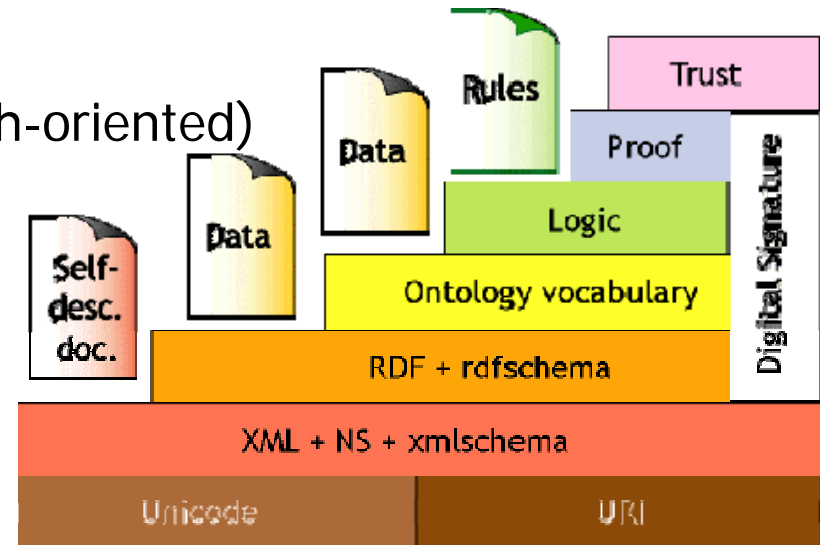 Rules
Trust
h-oriented)
Data
Proof
Data
Logic
Self-
desc.
doc.
Ontology vocabulary
Digital Signature
RDF + rdfschema
XML + NS + xmlschema
Unicode
URI